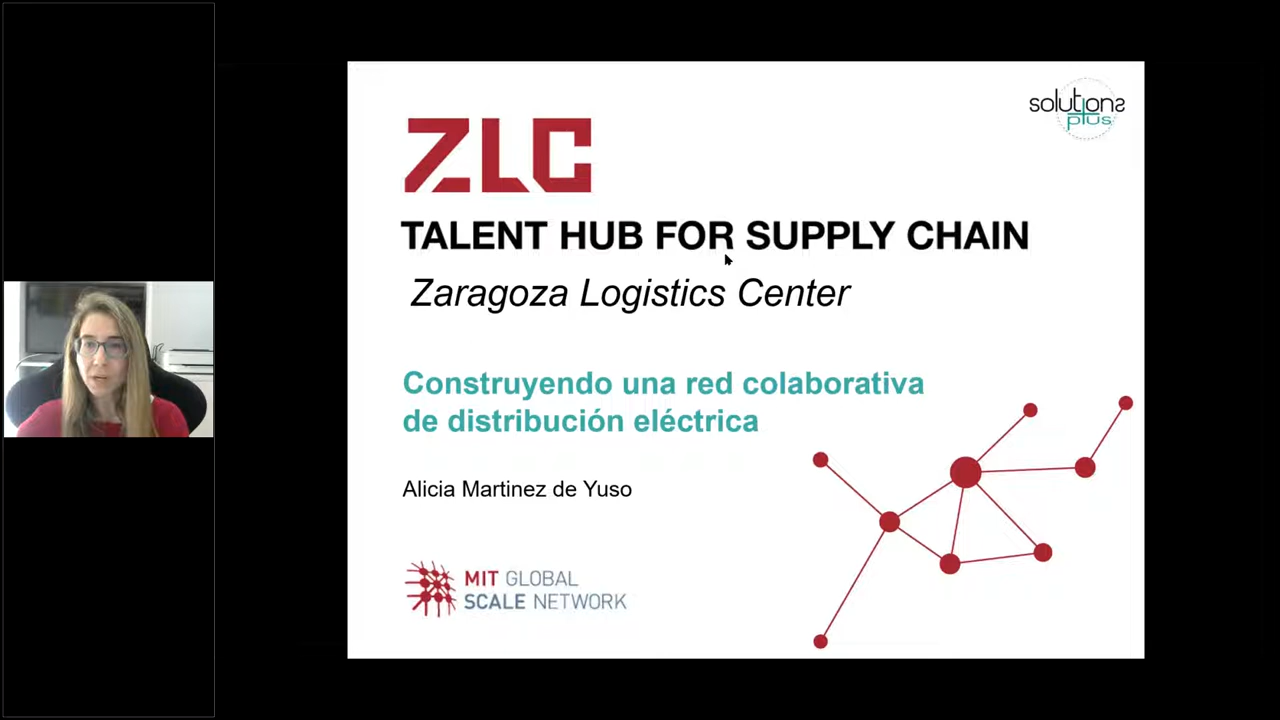 solutions
plus
ZLC
TALENT HUB FOR SUPPLY CHAIN
Zaragoza Logistics Center
Construyendo una red colaborativa
de distribución eléctrica
Alicia Martinez de Yuso
MIT GLOBAL
SCALE NETWORK